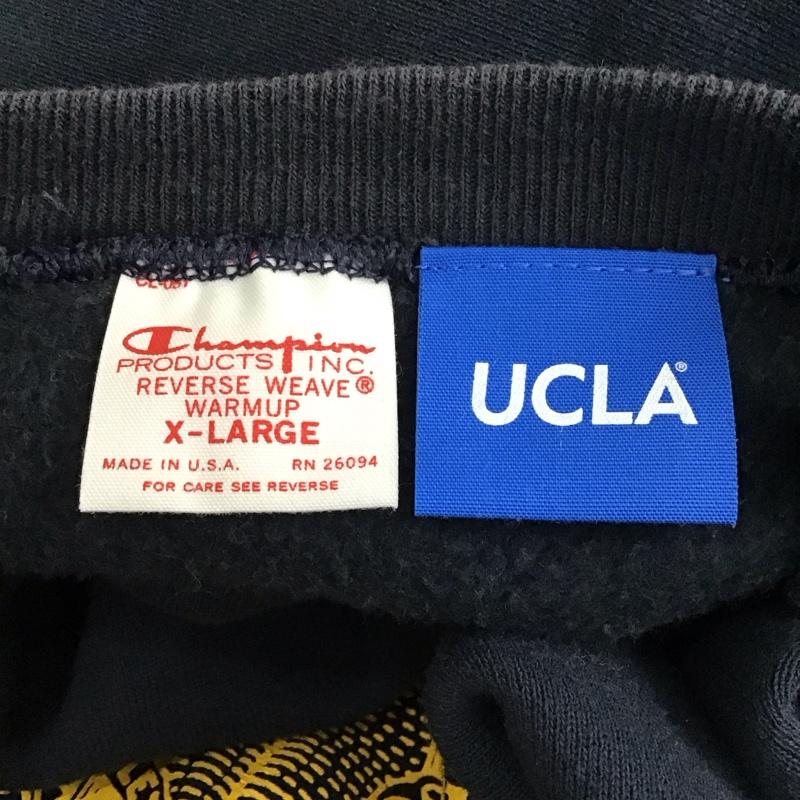 Champion
PRODUCTS INC.
REVERSE WEAVE®
WARMUP
X-LARGE
MADE IN U.S.A. RN 26094
FOR CARE SEE REVERSE
UCLA®